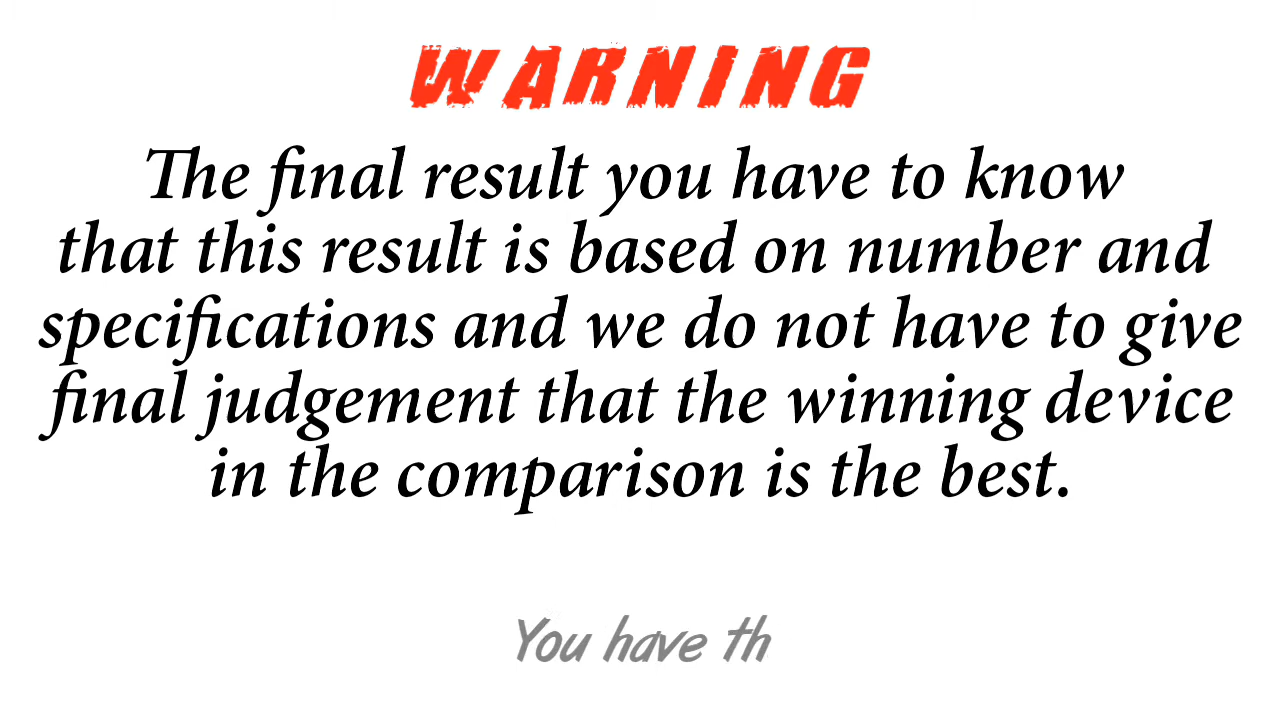 WARNING
The final result you have to know
that this result is based on number and
specifications and we do not have to give
final judgement that the winning device
in the comparison is the best.
You have th